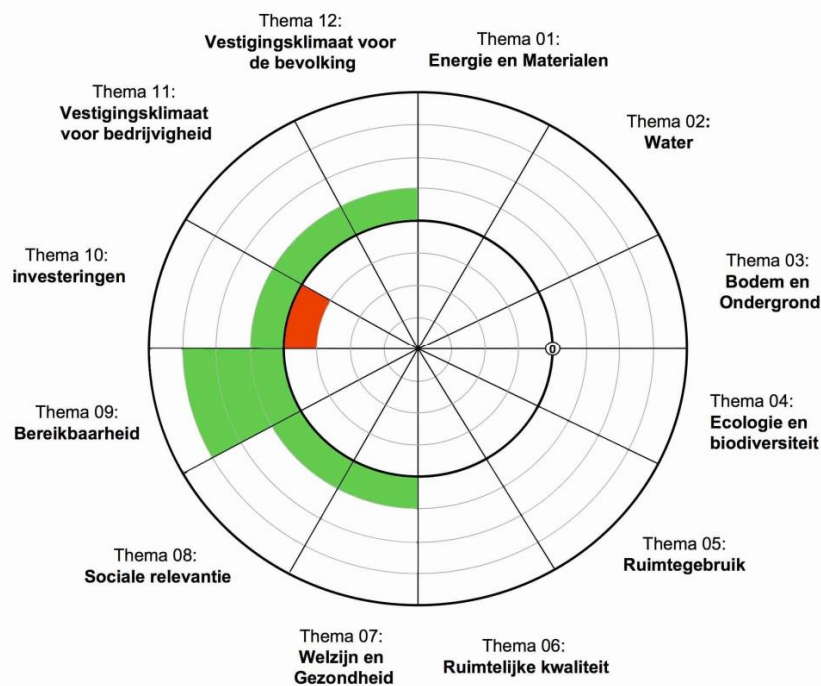 Thema 12:
Vestigingsklimaat voor
de bevolking
Thema 01:
Energie en Materialen
Thema 11:
Vestigingsklimaat
voor bedrijvigheid
Thema 02:
Water
Thema 10:
investeringen
Thema 03:
Bodem en
Ondergrond
0
Thema 09:
Bereikbaarheid
Thema 04:
Ecologie en
biodiversiteit
Thema 08:
Sociale relevantie
Thema 05:
Ruimtegebruik
Thema 07:
Welzijn en
Gezondheid
Thema 06:
Ruimtelijke kwaliteit